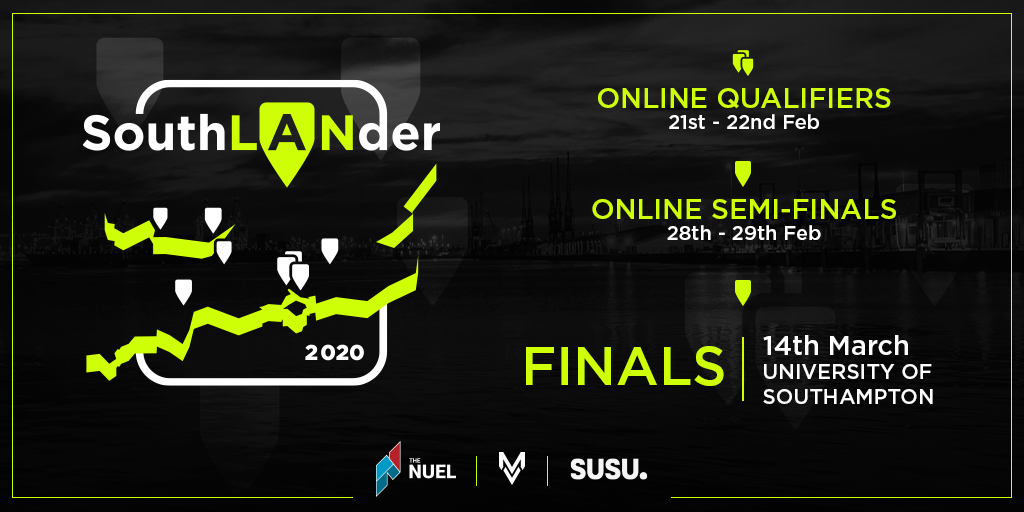 SouthLANder
2020
ONLINE QUALIFIERS
21st - 22nd Feb
ONLINE SEMI-FINALS
28th - 29th Feb
FINALS
14th March
UNIVERSITY OF
SOUTHAMPTON
THE
NUEL
SUSU.